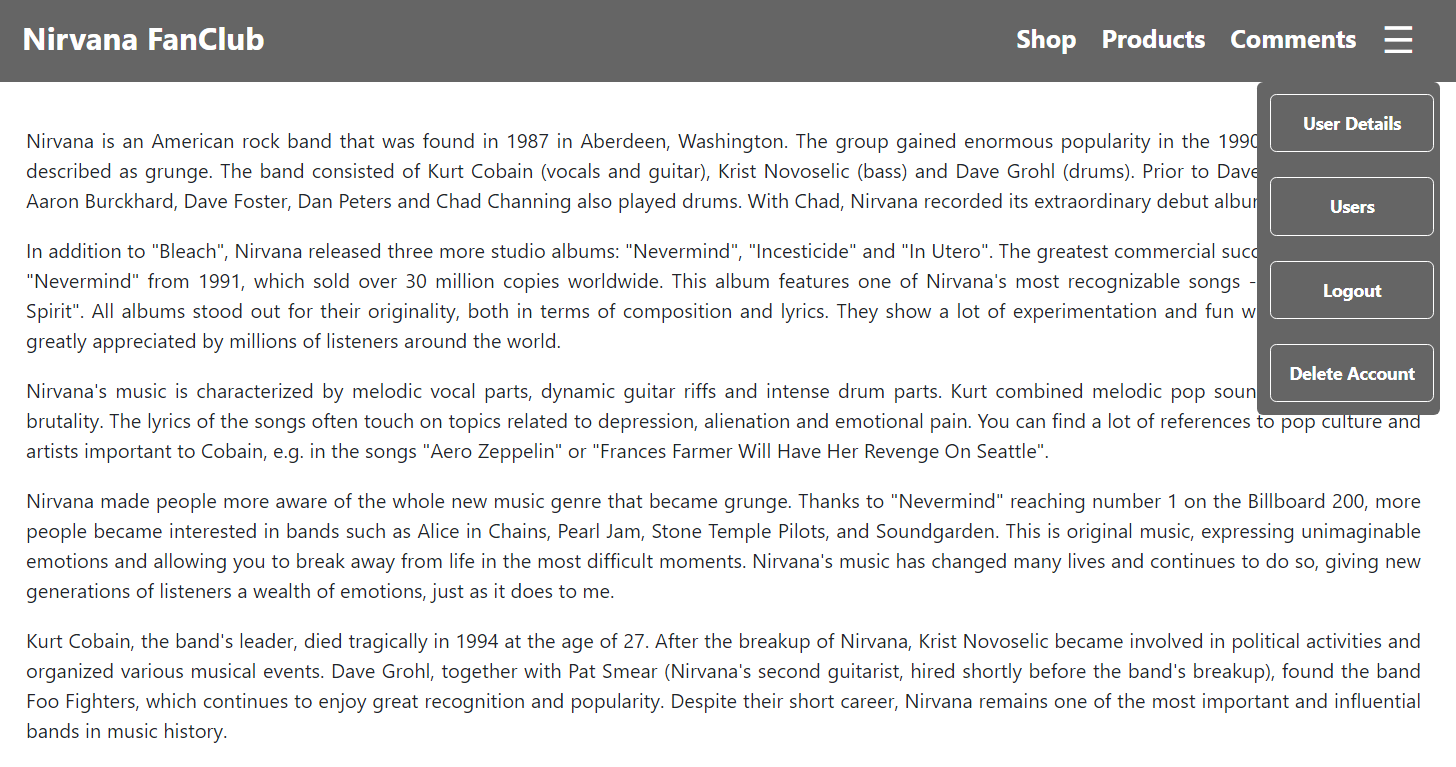 Nirvana FanClub
Shop Products Comments
User Details
Users
Logout
Delete Account
Nirvana is an American rock band that was found in 1987 in Aberdeen, Washington. The group gained enormous popularity in the
described as grunge. The band consisted of Kurt Cobain (vocals and guitar), Krist Novoselic (bass) and Dave Grohl (drums). Prior to Dave
Aaron Burckhard, Dave Foster, Dan Peters and Chad Channing also played drums. With Chad, Nirvana recorded its extraordinary debut
In addition to "Bleach", Nirvana released three more studio albums: "Nevermind", "Incesticide" and "In Utero". The greatest commercial
"Nevermind" from 1991, which sold over 30 million copies worldwide. This album features one of Nirvana's most recognizable songs -
Spirit". All albums stood out for their originality, both in terms of composition and lyrics. They show a lot of experimentation and fun
greatly appreciated by millions of listeners around the world.
Nirvana's music is characterized by melodic vocal parts, dynamic guitar riffs and intense drum parts. Kurt combined melodic pop
brutality. The lyrics of the songs often touch on topics related to depression, alienation and emotional pain. You can find a lot of references to pop culture and
artists important to Cobain, e.g. in the songs "Aero Zeppelin" or "Frances Farmer Will Have Her Revenge On Seattle".
Nirvana made people more aware of the whole new music genre that became grunge. Thanks to "Nevermind" reaching number 1 on the Billboard 200, more
people became interested in bands such as Alice in Chains, Pearl Jam, Stone Temple Pilots, and Soundgarden. This is original music, expressing unimaginable
emotions and allowing you to break away from life in the most difficult moments. Nirvana's music has changed many lives and continues to do so, giving new
generations of listeners a wealth of emotions, just as it does to me.
Kurt Cobain, the band's leader, died tragically in 1994 at the age of 27. After the breakup of Nirvana, Krist Novoselic became involved in political activities and
organized various musical events. Dave Grohl, together with Pat Smear (Nirvana's second guitarist, hired shortly before the band's breakup), found the band
Foo Fighters, which continues to enjoy great recognition and popularity. Despite their short career, Nirvana remains one of the most important and influential
bands in music history.